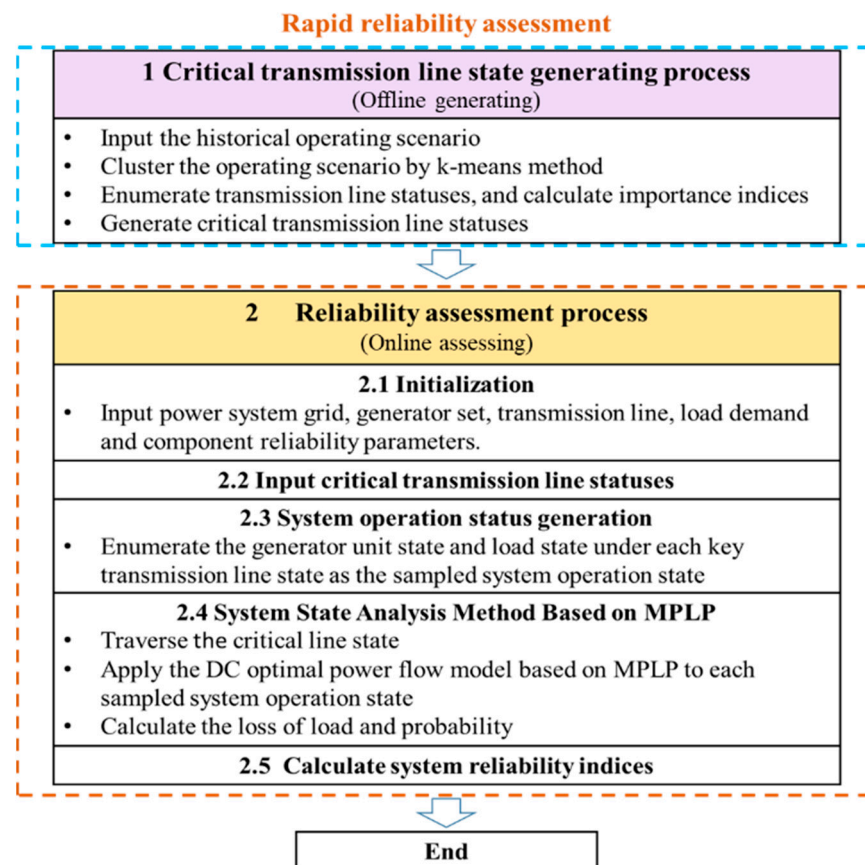 Rapid reliability assessment
1 Critical transmission line state generating process
(Offline generating)
• Input the historical operating scenario
• Cluster the operating scenario by k-means method
• Enumerate transmission line statuses, and calculate importance indices
• Generate critical transmission line statuses
2 Reliability assessment process
(Online assessing)
2.1 Initialization
• Input power system grid, generator set, transmission line, load demand
and component reliability parameters.
2.2 Input critical transmission line statuses
2.3 System operation status generation
• Enumerate the generator unit state and load state under each key
transmission line state as the sampled system operation state
2.4 System State Analysis Method Based on MPLP
• Traverse the critical line state
• Apply the DC optimal power flow model based on MPLP to each
sampled system operation state
• Calculate the loss of load and probability
2.5 Calculate system reliability indices
End